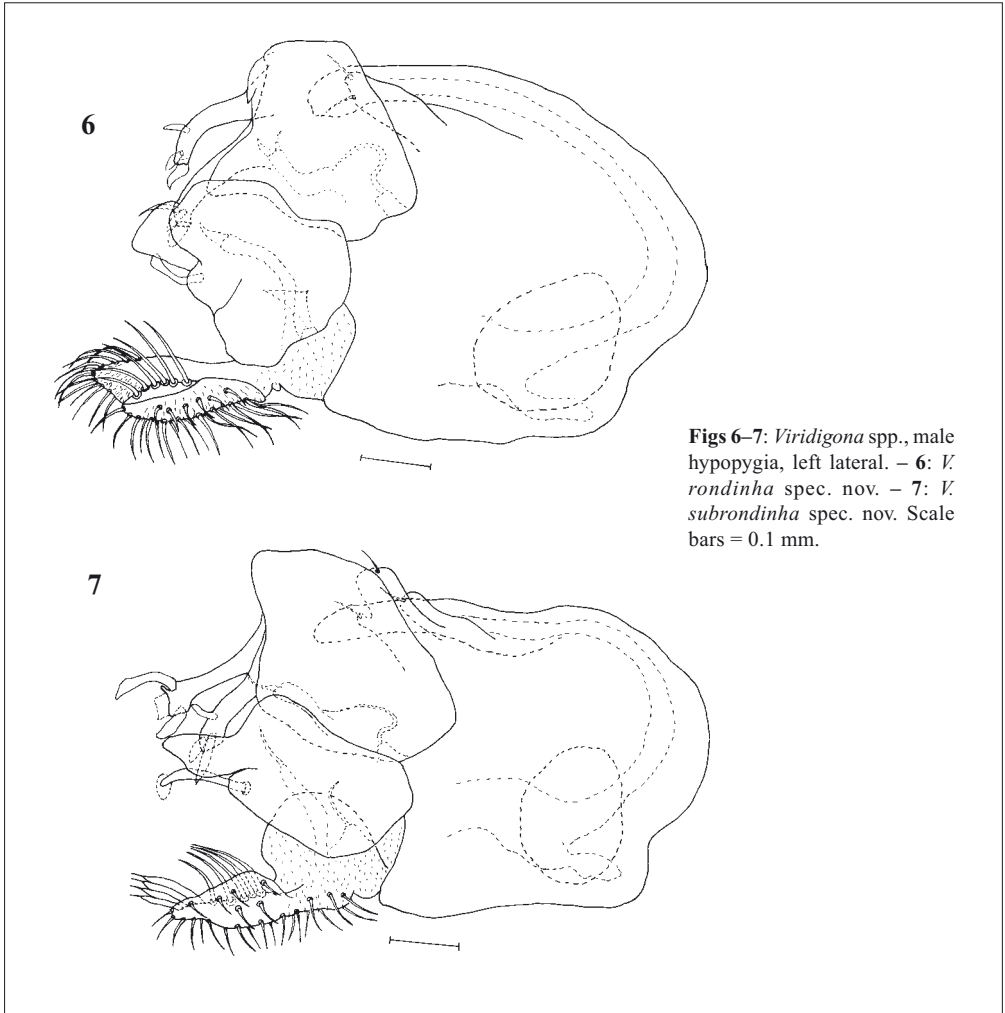 6
Figs 6–7: Viridigona spp., male
hypopygia, left lateral. – 6: V.
rondinha spec. nov. – 7: V.
subrondinha spec. nov. Scale
bars = 0.1 mm.
7